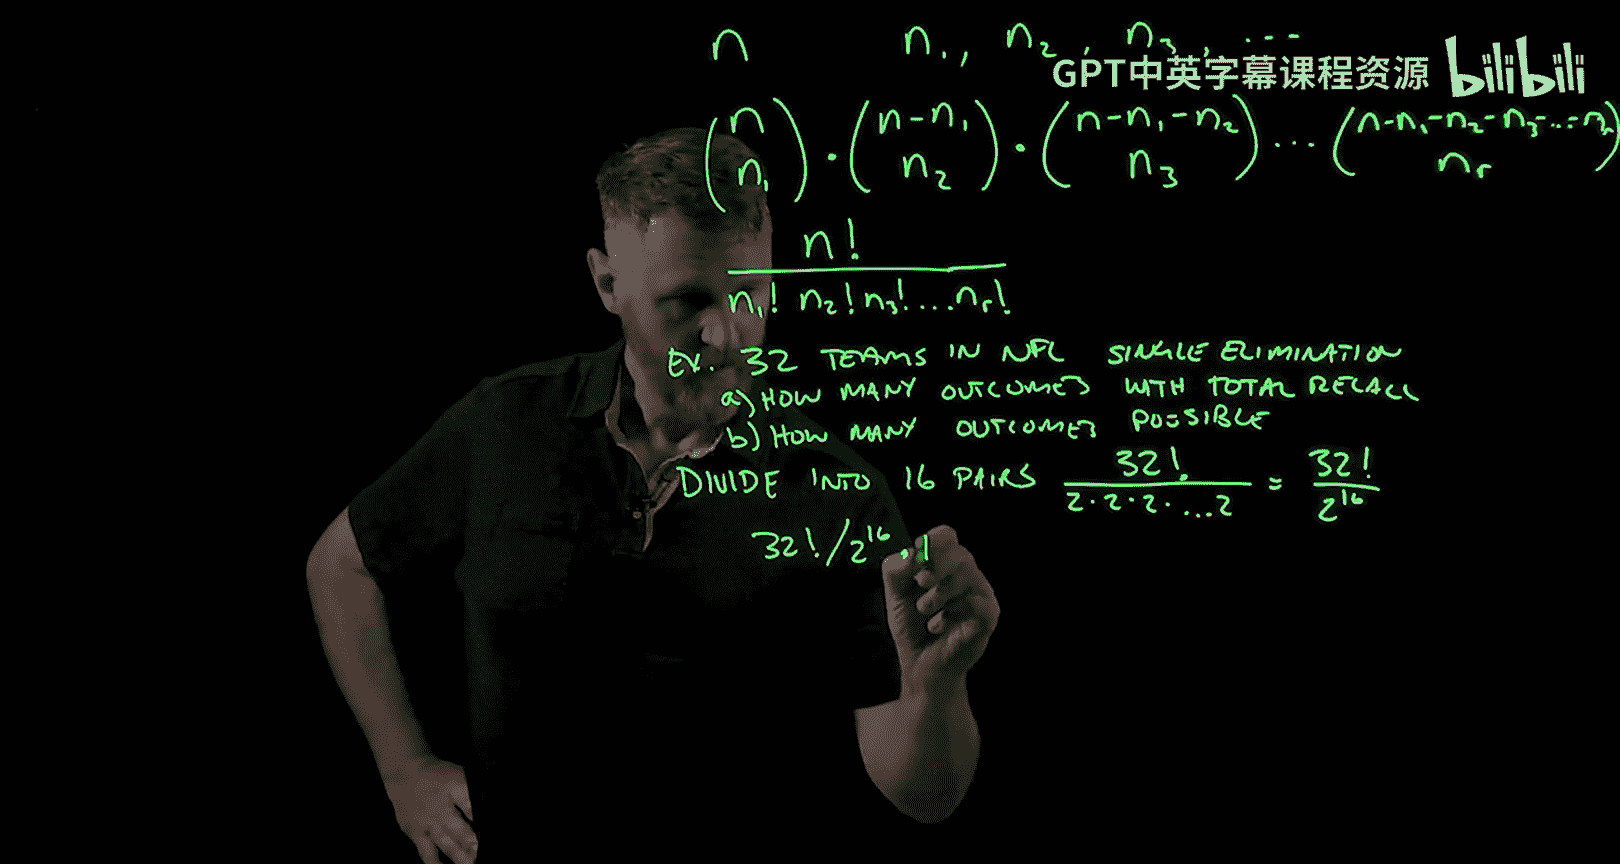 n n₁, n₂, n₃, ...
GPT中英字幕课程资源 bilibili
(n n₁) · (n-n₁ n₂) · (n-n₁-n₂ n₃) ... (n-n₁-n₂-n₃-...-nᵣ nᵣ)
n!
n₁! n₂! n₃! ... nᵣ!
EX. 32 TEAMS IN NFL SINGLE ELIMINATION
a) HOW MANY OUTCOMES WITH TOTAL RECALL
b) HOW MANY OUTCOMES POSSIBLE
DIVIDE INTO 16 PAIRS 32! / 2·2·2·...2 = 32! / 2¹⁶
32!/2¹⁶ · 1